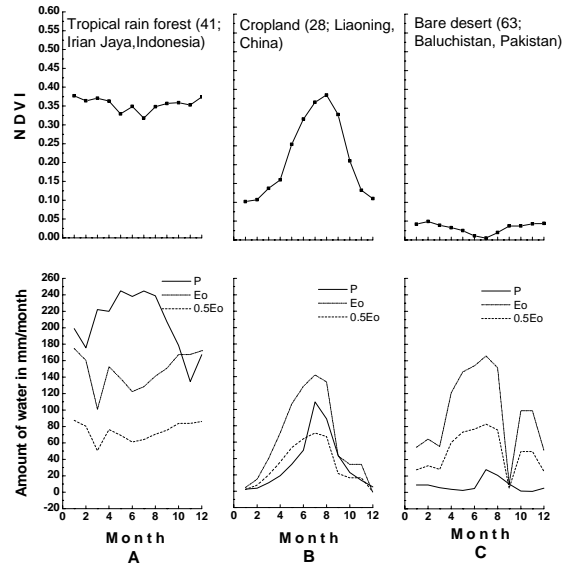 Tropical rain forest (41;
Irian Jaya,Indonesia)
Cropland (28; Liaoning,
China)
Bare desert (63;
Baluchistan, Pakistan)
NDVI
0.60
0.55
0.50
0.45
0.40
0.35
0.30
0.25
0.20
0.15
0.10
0.05
0.00
Amount of water in mm/month
260
240
220
200
180
160
140
120
100
80
60
40
20
0
-20
P
Eo
0.5Eo
P
Eo
0.5Eo
P
Eo
0.5Eo
0 2 4 6 8 10 12
0 2 4 6 8 10 12
0 2 4 6 8 10 12
Month
Month
Month
A
B
C